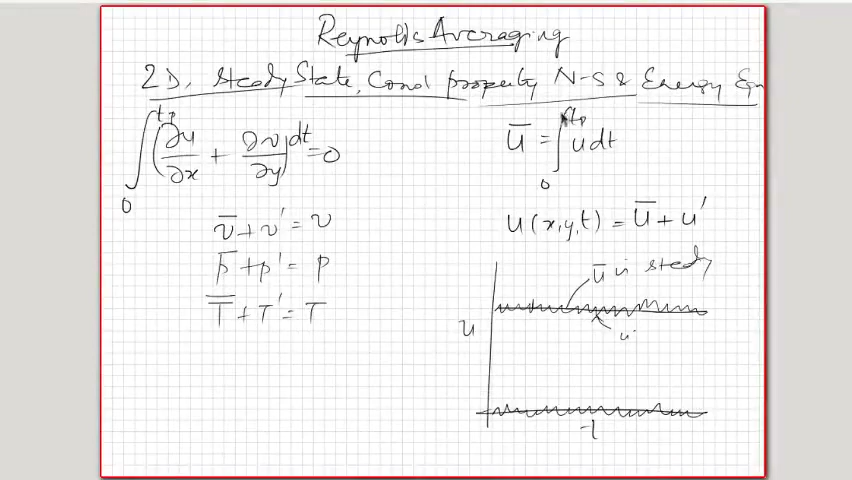 Reynolds Averaging
2D, Steady State, Const property N-S & Energy Eqn
∫₀^tp (∂u/∂x + ∂v/∂y) dt = 0
ū = ∫₀^tp u dt
v̄ + v' = v
u(x,y,t) = ū + u'
p̄ + p' = p
T̄ + T' = T
ū is steady
u
u'
t